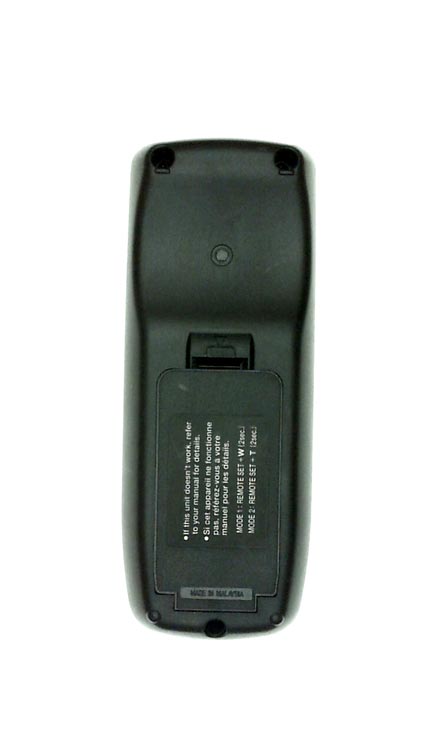 ●If this unit doesn't work, refer
to your manual for details.
●Si cet appareil ne fonctionne
pas, référez-vous à votre
manuel pour les détails.
MODE 1: REMOTE SET + W (2sec.)
MODE 2: REMOTE SET + T (2sec.)
MADE IN MALAYSIA